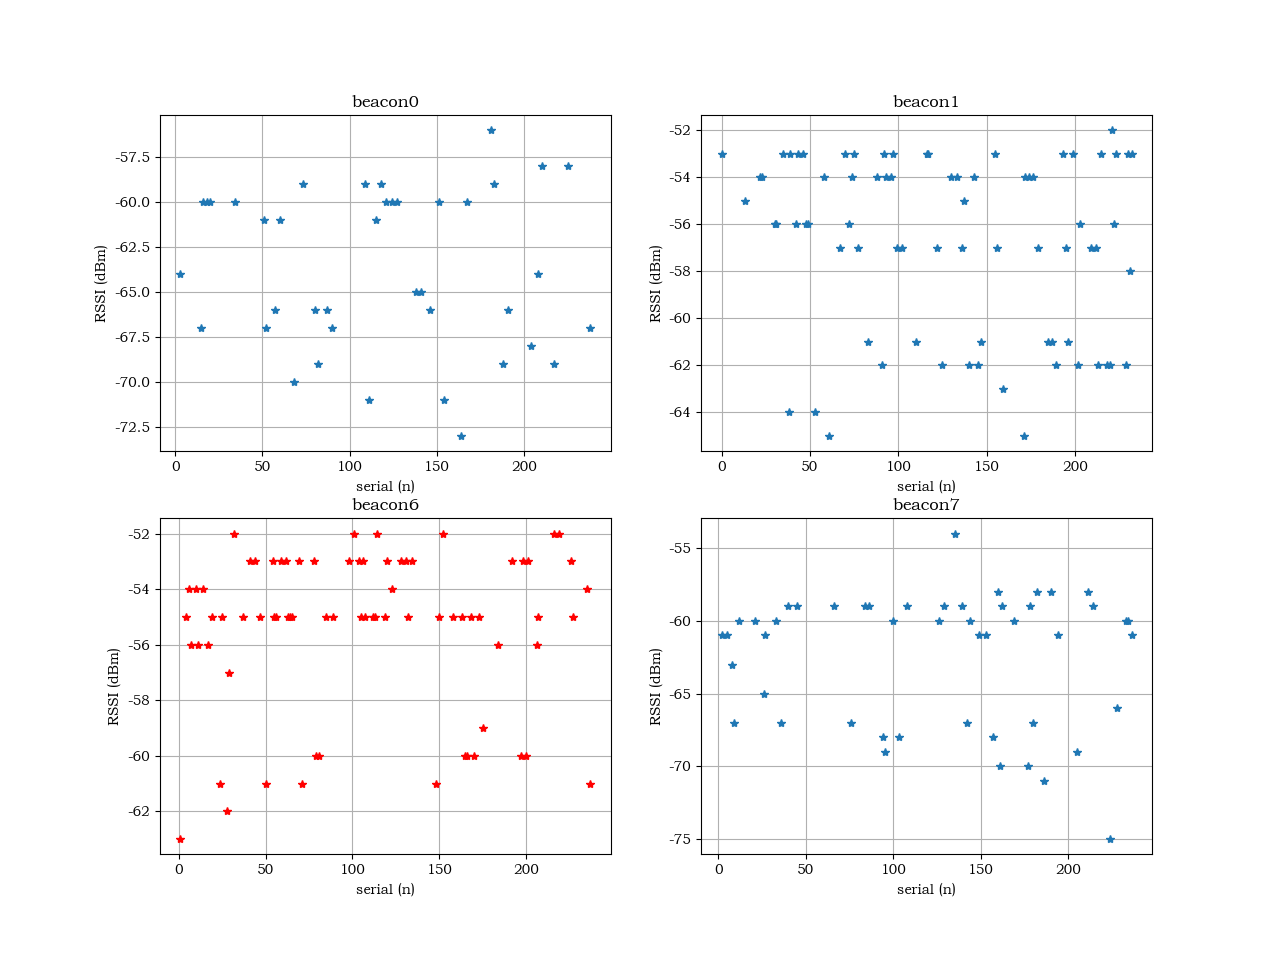 beacon0
-57.5
-60.0
-62.5
-65.0
-67.5
-70.0
-72.5
RSSI (dBm)
0 50 100 150 200
serial (n)
beacon1
-52
-54
-56
-58
-60
-62
-64
RSSI (dBm)
0 50 100 150 200
serial (n)
beacon6
-52
-54
-56
-58
-60
-62
RSSI (dBm)
0 50 100 150 200
serial (n)
beacon7
-55
-60
-65
-70
-75
RSSI (dBm)
0 50 100 150 200
serial (n)